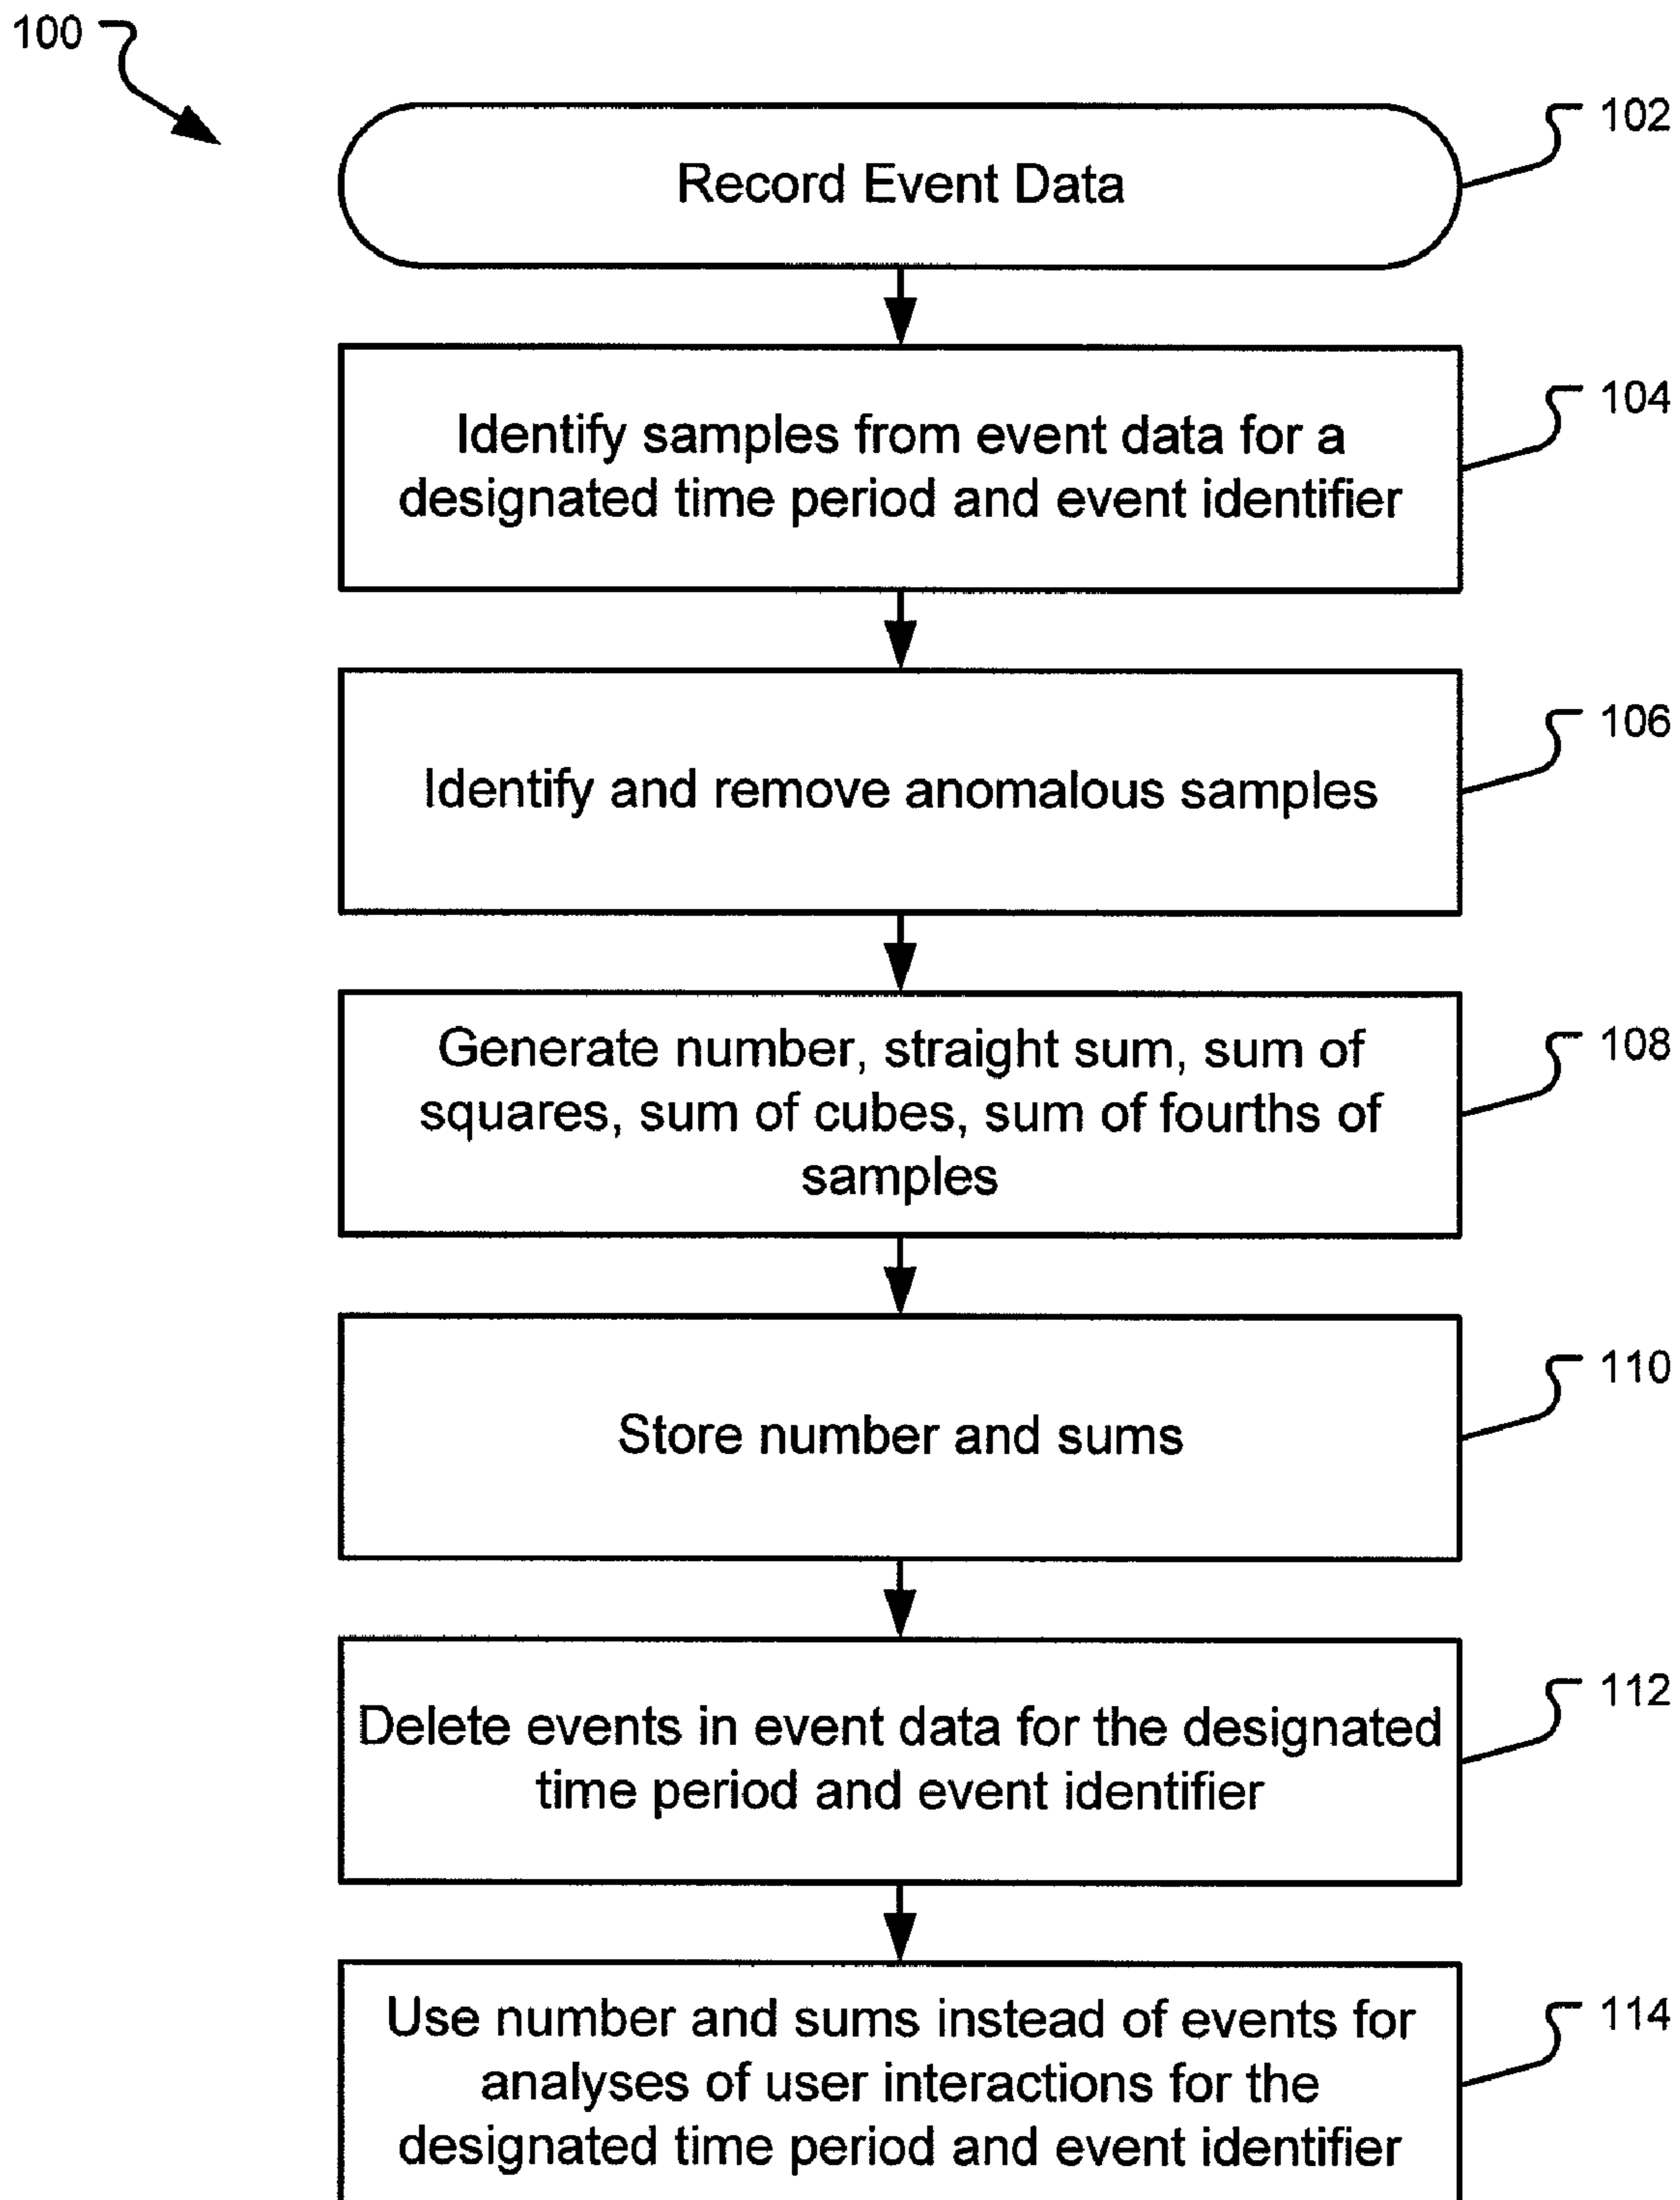 100
Record Event Data
102
Identify samples from event data for a
designated time period and event identifier
104
Identify and remove anomalous samples
106
Generate number, straight sum, sum of
squares, sum of cubes, sum of fourths of
samples
108
Store number and sums
110
Delete events in event data for the designated
time period and event identifier
112
Use number and sums instead of events for
analyses of user interactions for the
designated time period and event identifier
114